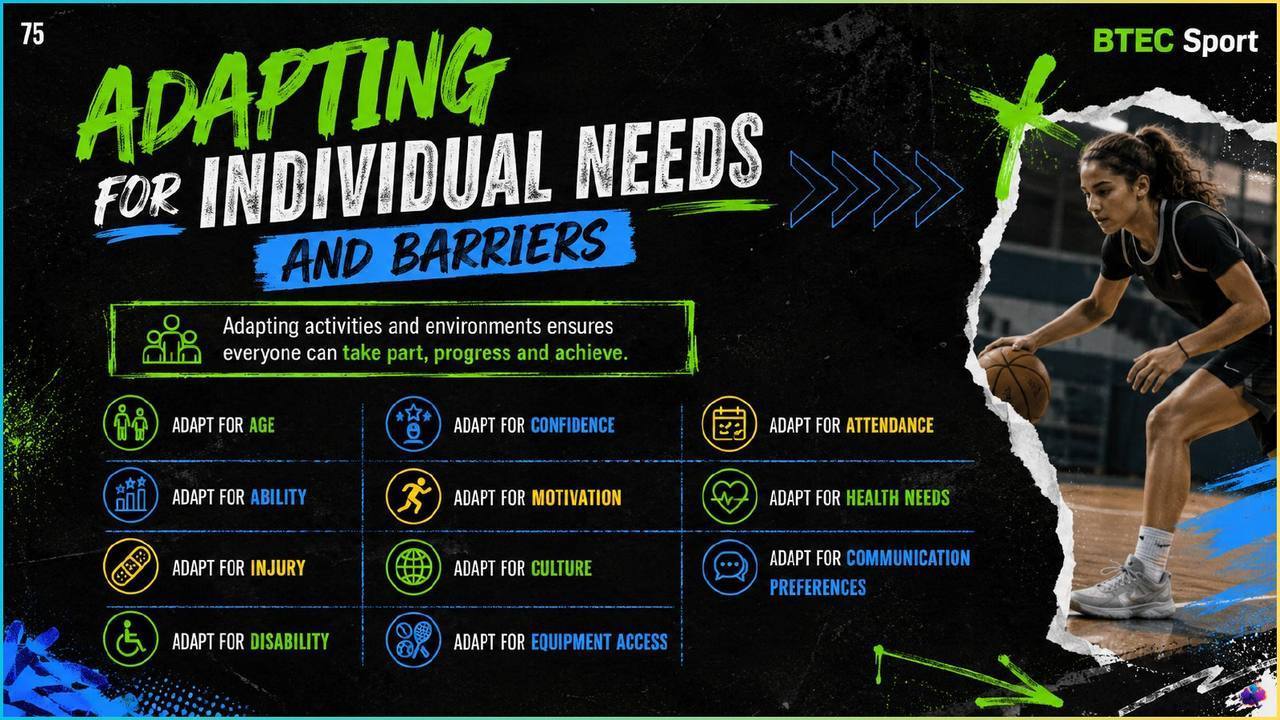 75
BTEC Sport
ADAPTING
FOR INDIVIDUAL NEEDS
AND BARRIERS
Adapting activities and environments ensures
everyone can take part, progress and achieve.
ADAPT FOR AGE
ADAPT FOR ABILITY
ADAPT FOR INJURY
ADAPT FOR DISABILITY
ADAPT FOR CONFIDENCE
ADAPT FOR MOTIVATION
ADAPT FOR CULTURE
ADAPT FOR EQUIPMENT ACCESS
ADAPT FOR ATTENDANCE
ADAPT FOR HEALTH NEEDS
ADAPT FOR COMMUNICATION
PREFERENCES